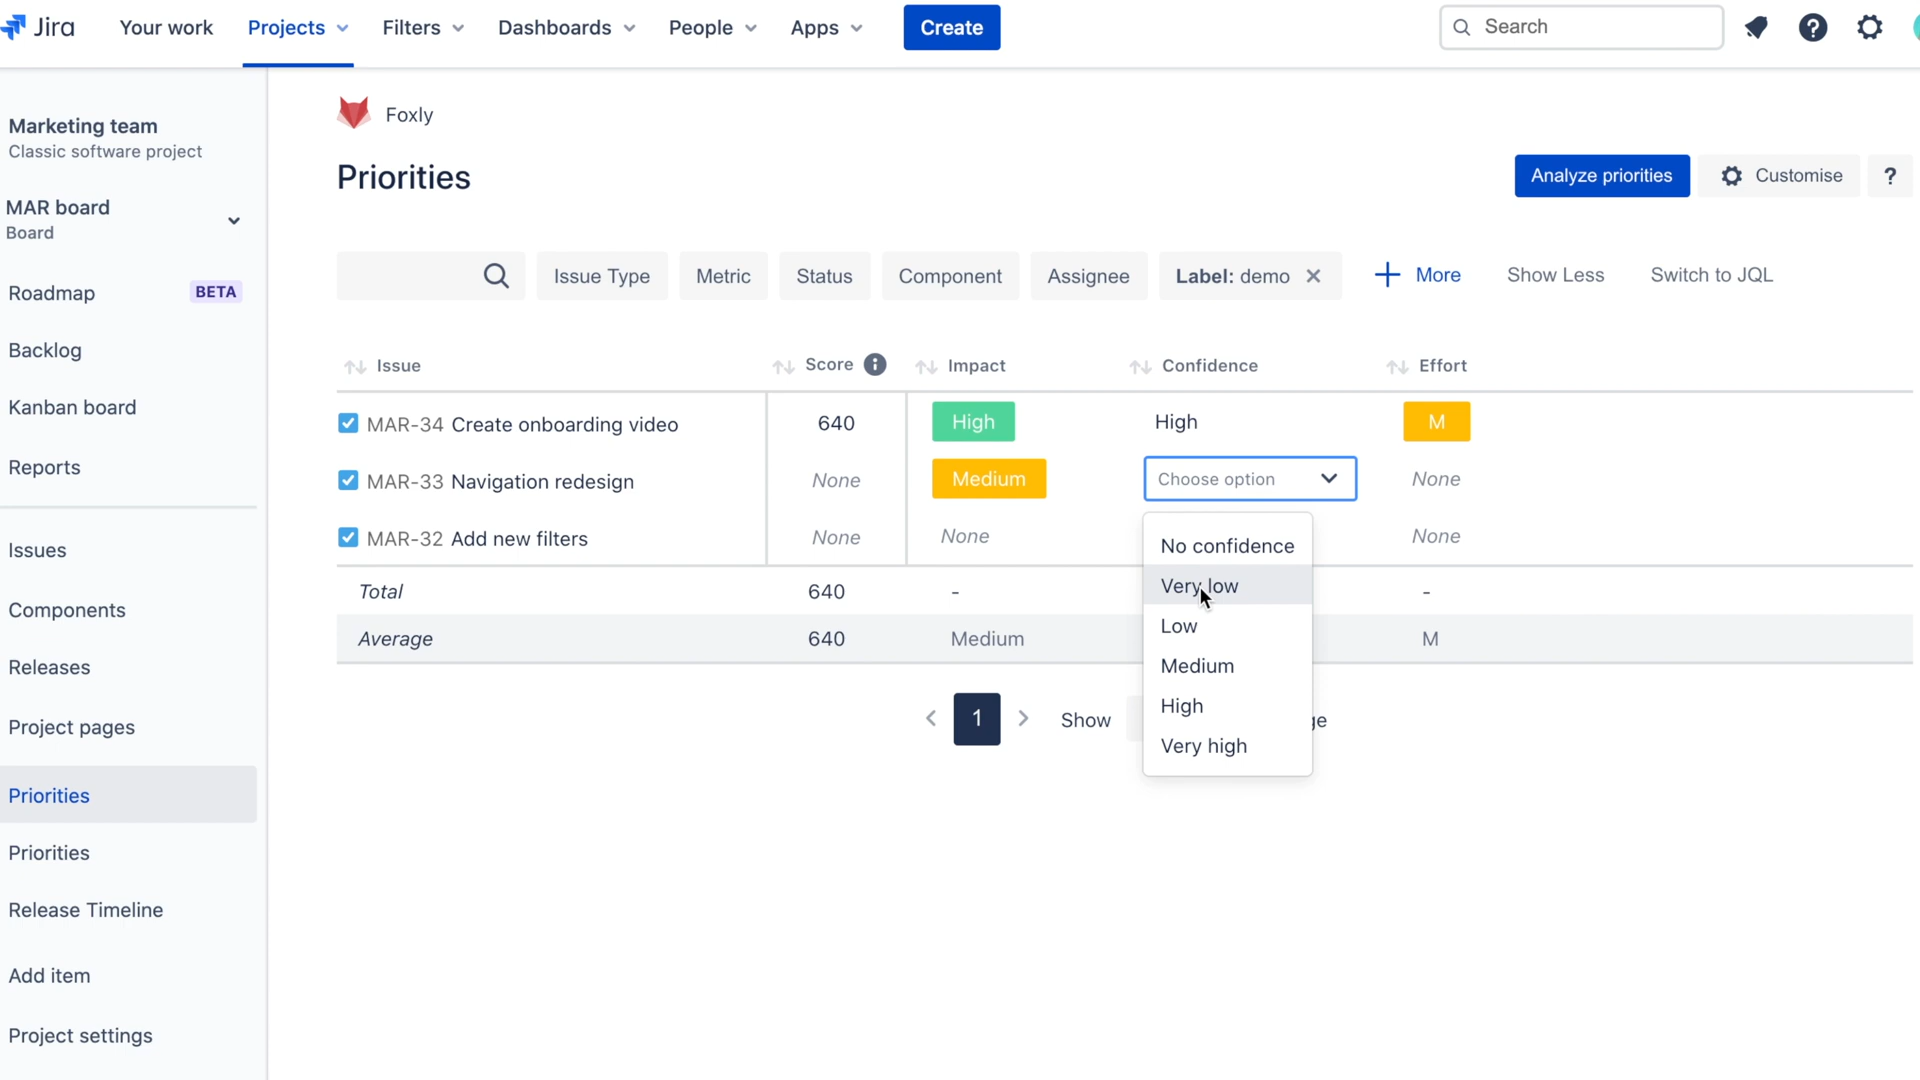 Jira Your work Projects Filters Dashboards People Apps Create Search
Marketing team
Classic software project
MAR board
Board
Roadmap BETA
Backlog
Kanban board
Reports
Issues
Components
Releases
Project pages
Priorities
Priorities
Release Timeline
Add item
Project settings
Foxly
Priorities
Analyze priorities Customise ?
Issue Type Metric Status Component Assignee Label: demo More Show Less Switch to JQL
Issue Score Impact Confidence Effort
MAR-34 Create onboarding video 640 High High M
MAR-33 Navigation redesign None Medium Choose option None
MAR-32 Add new filters None None None
Total 640 - -
Average 640 Medium M
No confidence
Very low
Low
Medium
High
Very high
1 Show